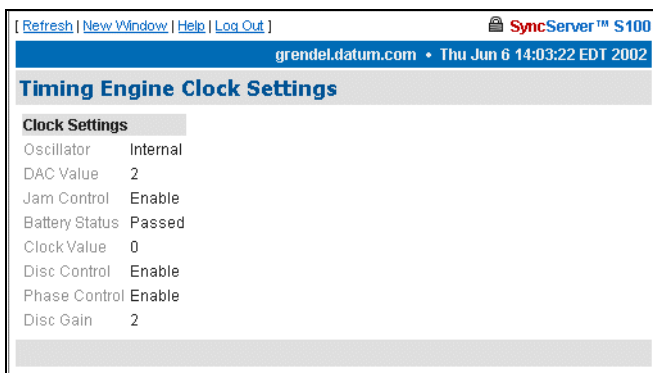 [ Refresh | New Window | Help | Log Out ] SyncServer™ S100
grendel.datum.com • Thu Jun 6 14:03:22 EDT 2002
Timing Engine Clock Settings
Clock Settings
Oscillator Internal
DAC Value 2
Jam Control Enable
Battery Status Passed
Clock Value 0
Disc Control Enable
Phase Control Enable
Disc Gain 2